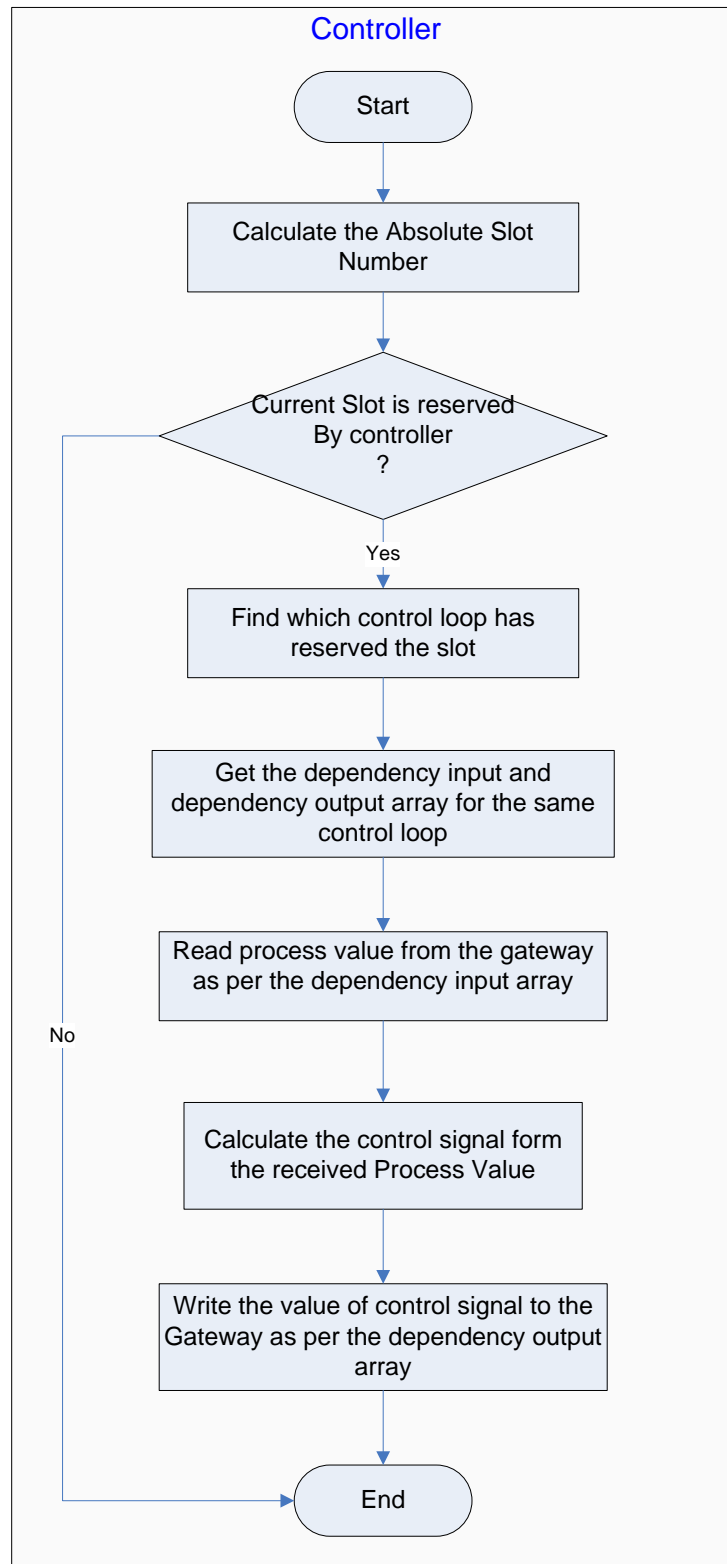 Controller
Start
Calculate the Absolute Slot
Number
Current Slot is reserved
By controller
?
Yes
Find which control loop has
reserved the slot
Get the dependency input and
dependency output array for the same
control loop
Read process value from the gateway
as per the dependency input array
No
Calculate the control signal form
the received Process Value
Write the value of control signal to the
Gateway as per the dependency output
array
End